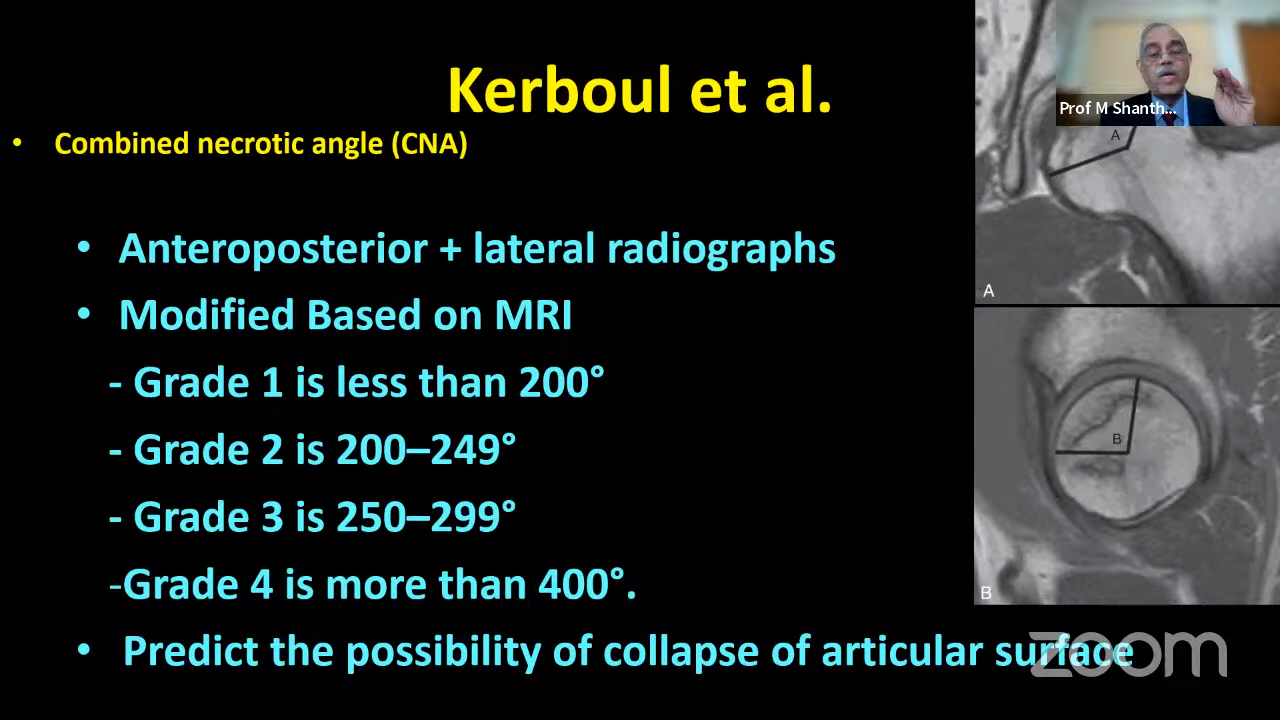 Kerboul et al.
• Combined necrotic angle (CNA)
• Anteroposterior + lateral radiographs
• Modified Based on MRI
- Grade 1 is less than 200°
- Grade 2 is 200–249°
- Grade 3 is 250–299°
-Grade 4 is more than 400°.
• Predict the possibility of collapse of articular surface
Prof M Shanth...
A
A
B
B
zoom